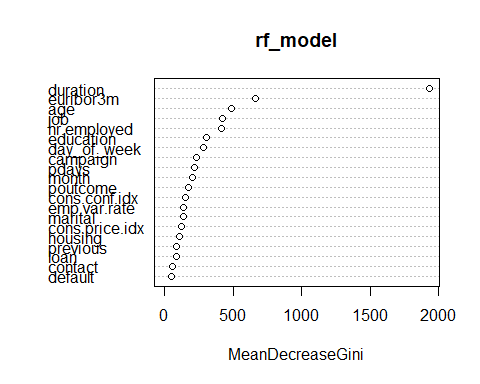 rf_model
duration
euribor3m
age
job
nr.employed
education
day_of_week
campaign
pdays
month
poutcome
cons.conf.idx
emp.var.rate
marital
cons.price.idx
housing
previous
loan
contact
default
0 500 1000 1500 2000
MeanDecreaseGini